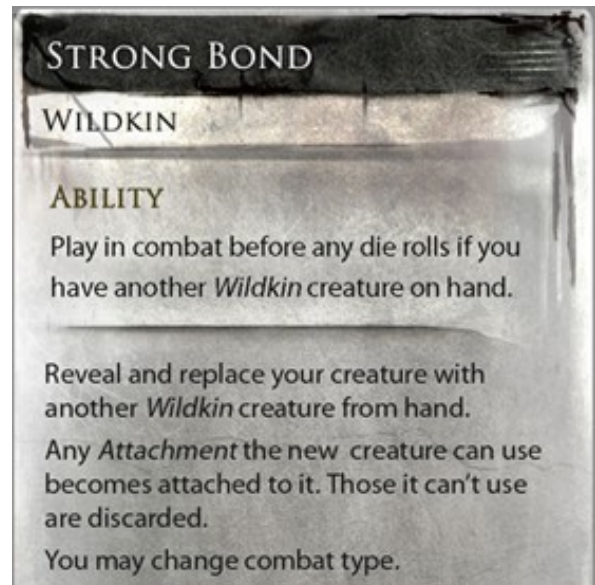 Strong Bond
Wildkin
Ability
Play in combat before any die rolls if you
have another Wildkin creature on hand.
Reveal and replace your creature with
another Wildkin creature from hand.
Any Attachment the new creature can use
becomes attached to it. Those it can't use
are discarded.
You may change combat type.